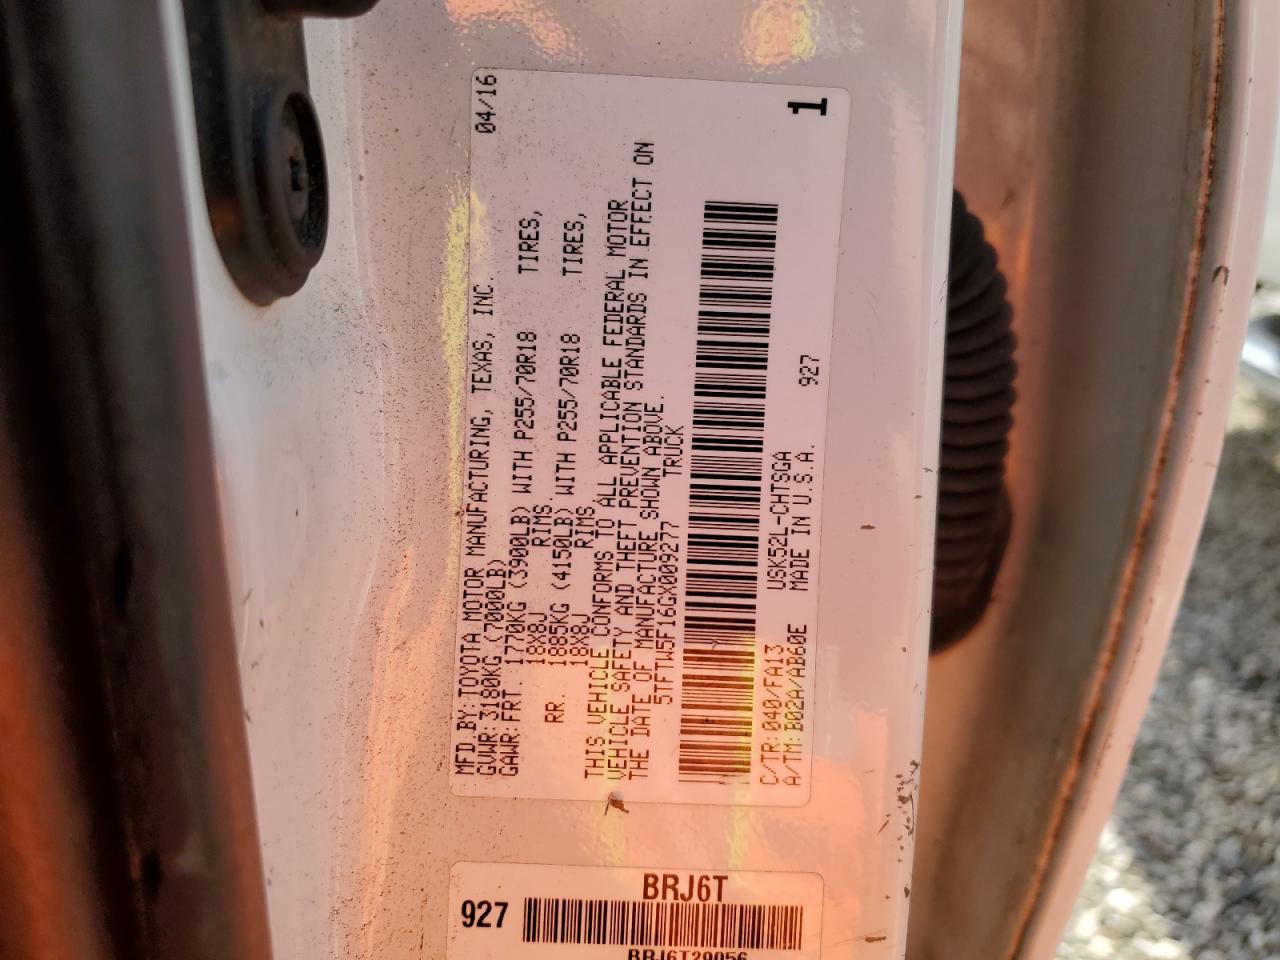 MFD.BY:TOYOTA MOTOR MANUFACTURING, TEXAS, INC. 04/16
GVWR:3180KG(7000LB)
GAWR:FRT. 1770KG (3900LB) WITH P255/70R18 TIRES,
18X8J RIMS
RR. 1885KG (4150LB) WITH P255/70R18 TIRES,
18X8J RIMS
THIS VEHICLE CONFORMS TO ALL APPLICABLE FEDERAL MOTOR
VEHICLE SAFETY AND THEFT PREVENTION STANDARDS IN EFFECT ON
THE DATE OF MANUFACTURE SHOWN ABOVE.
5TFTW5F16GX009277 TRUCK
C/TR:040/FA13 USK52L-CHTSGA
A/TM:B02A/AB60E MADE IN U.S.A. 927
1
BRJ6T
927
BRJ6T29056